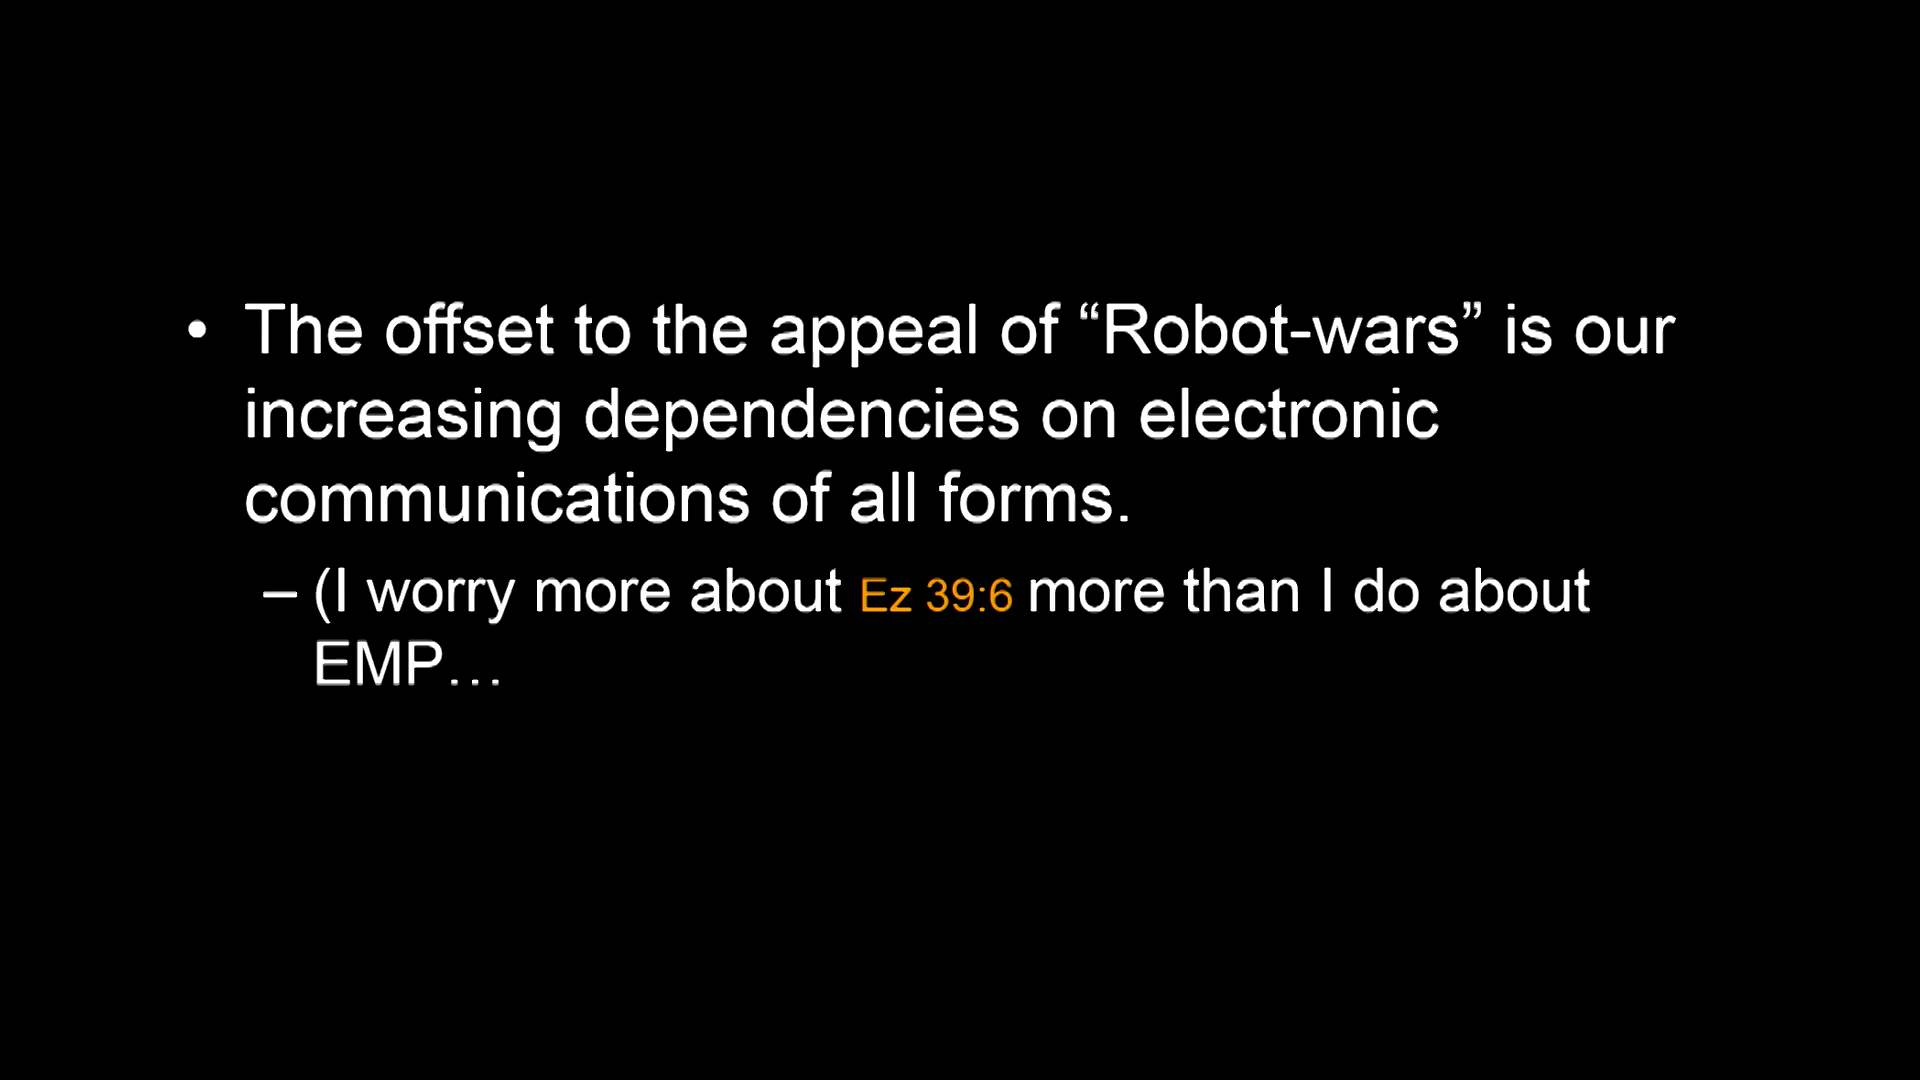 • The offset to the appeal of “Robot-wars” is our
increasing dependencies on electronic
communications of all forms.
– (I worry more about Ez 39:6 more than I do about
EMP…